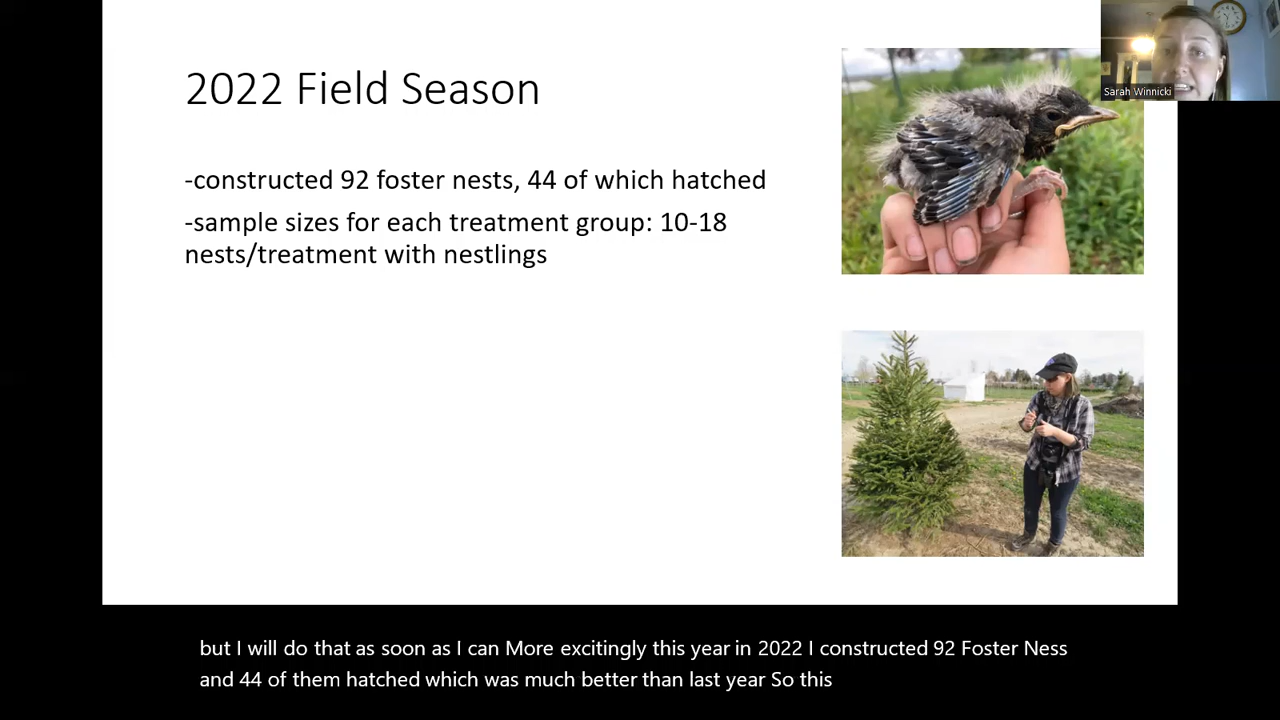 2022 Field Season
-constructed 92 foster nests, 44 of which hatched
-sample sizes for each treatment group: 10-18
nests/treatment with nestlings
Sarah Winnicki
but I will do that as soon as I can More excitingly this year in 2022 I constructed 92 Foster Ness
and 44 of them hatched which was much better than last year So this